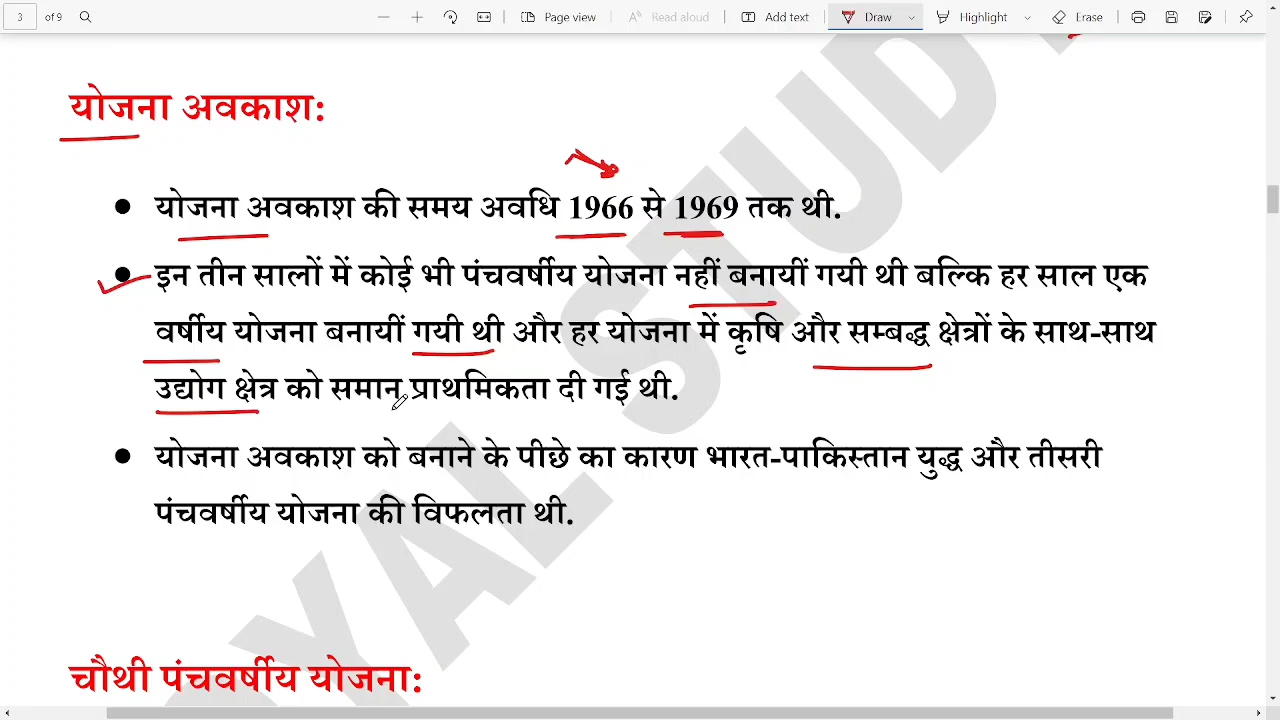 3 of 9 Page view Read aloud Add text Draw Highlight Erase
योजना अवकाश:
● योजना अवकाश की समय अवधि 1966 से 1969 तक थी.
● इन तीन सालों में कोई भी पंचवर्षीय योजना नहीं बनायीं गयी थी बल्कि हर साल एक
वर्षीय योजना बनायीं गयी थी और हर योजना में कृषि और सम्बद्ध क्षेत्रों के साथ-साथ
उद्योग क्षेत्र को समान प्राथमिकता दी गई थी.
● योजना अवकाश को बनाने के पीछे का कारण भारत-पाकिस्तान युद्ध और तीसरी
पंचवर्षीय योजना की विफलता थी.
चौथी पंचवर्षीय योजना: